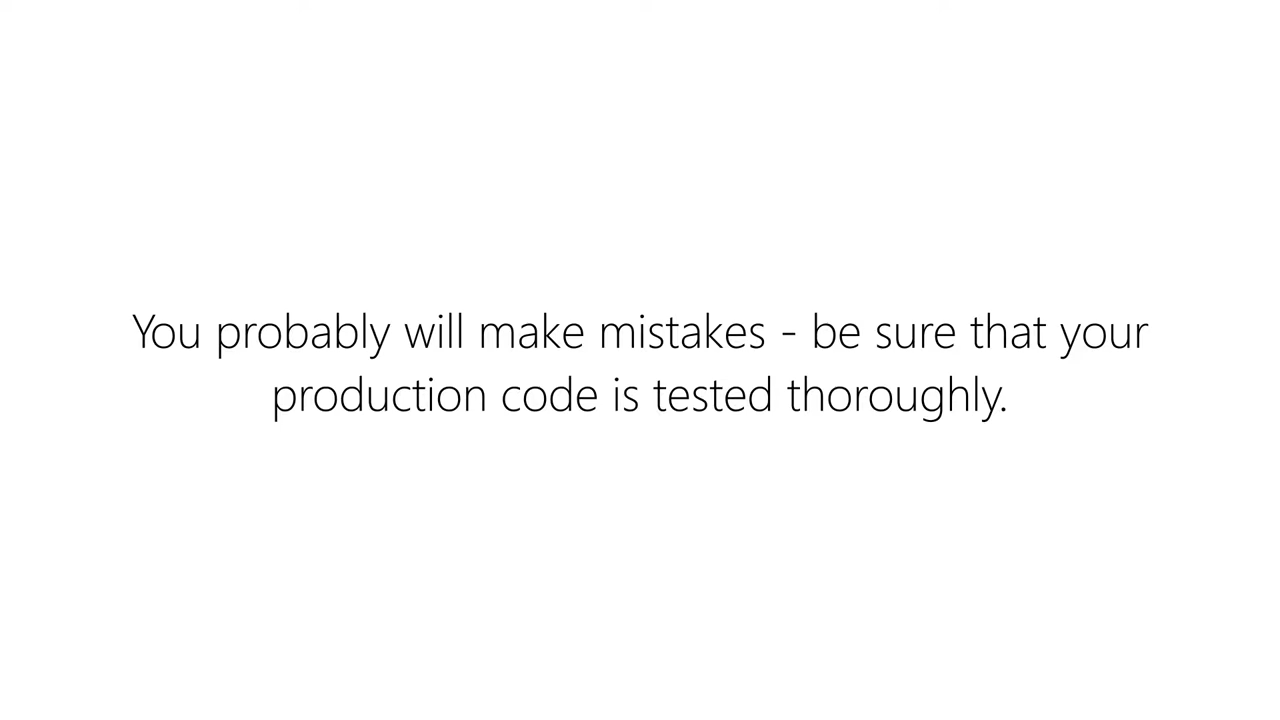 You probably will make mistakes - be sure that your
production code is tested thoroughly.